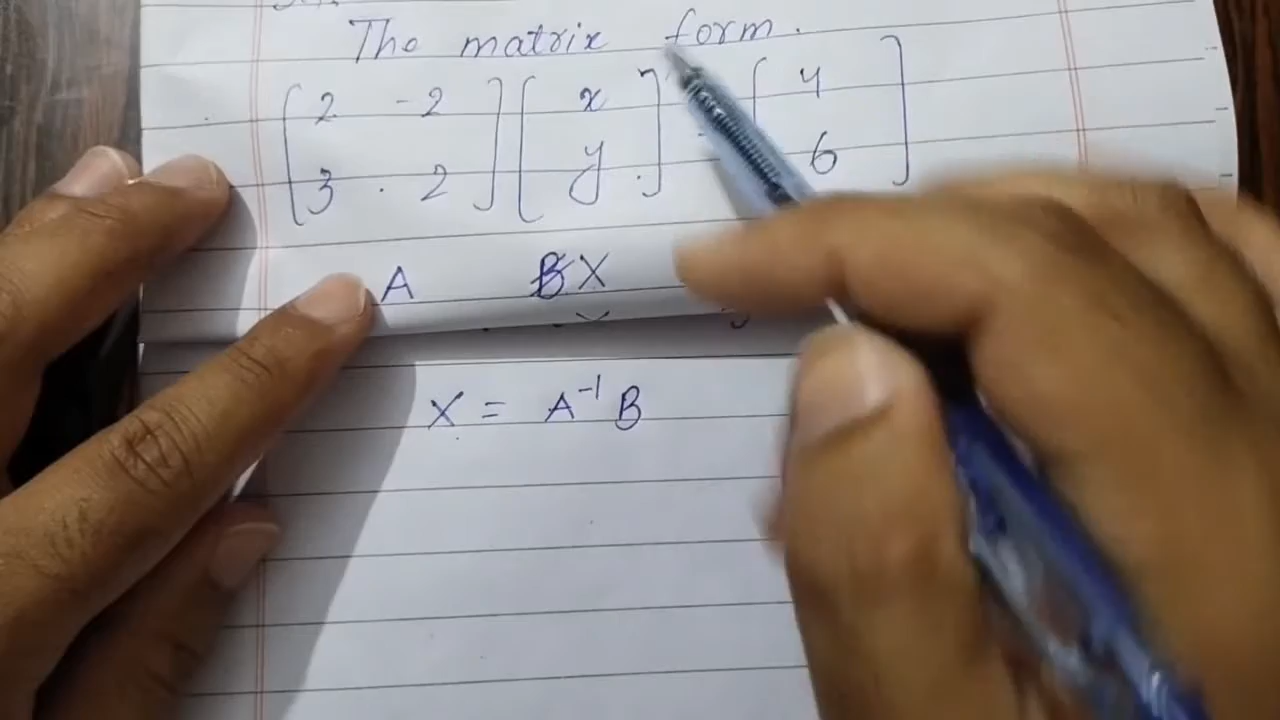 The matrix form.
[2 -2] [x] [4]
[3 . 2] [y .] [6]
A BX
X = A⁻¹ B